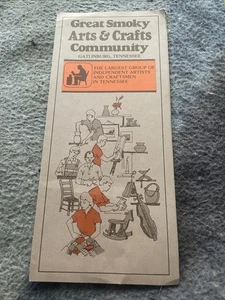 Great Smoky
Arts & Crafts
Community
GATLINBURG, TENNESSEE
THE LARGEST GROUP OF
INDEPENDENT ARTISTS
AND CRAFTSMEN
IN TENNESSEE